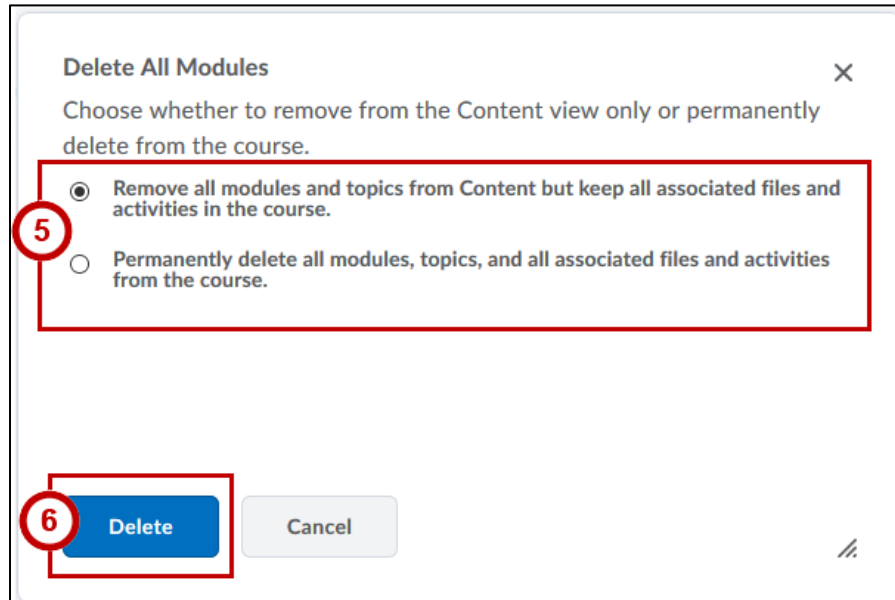 Delete All Modules
Choose whether to remove from the Content view only or permanently
delete from the course.
Remove all modules and topics from Content but keep all associated files and
activities in the course.
5
Permanently delete all modules, topics, and all associated files and activities
from the course.
6
Delete
Cancel